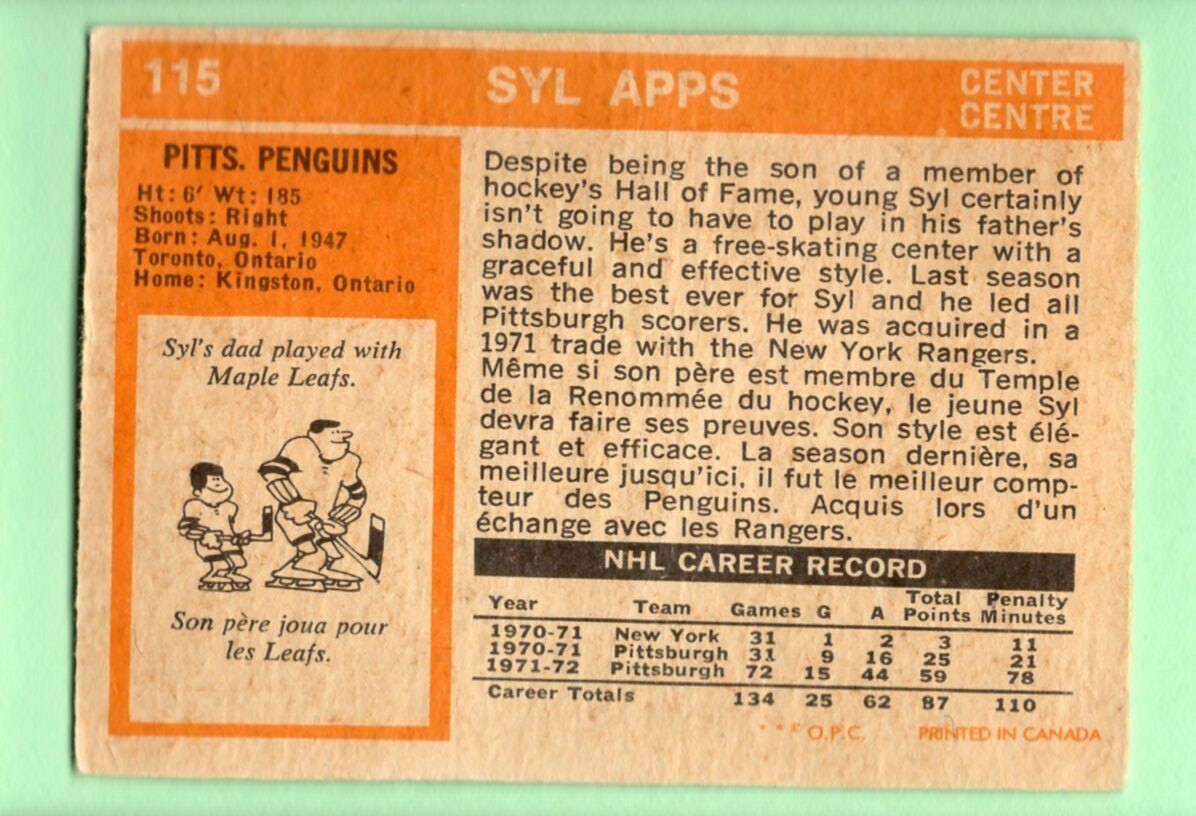 115 SYL APPS CENTER
CENTRE
PITTS. PENGUINS
Ht: 6' Wt: 185
Shoots: Right
Born: Aug. 1, 1947
Toronto, Ontario
Home: Kingston, Ontario
Syl's dad played with
Maple Leafs.
Son père joua pour
les Leafs.
Despite being the son of a member of
hockey's Hall of Fame, young Syl certainly
isn't going to have to play in his father's
shadow. He's a free-skating center with a
graceful and effective style. Last season
was the best ever for Syl and he led all
Pittsburgh scorers. He was acquired in a
1971 trade with the New York Rangers.
Même si son père est membre du Temple
de la Renommée du hockey, le jeune Syl
devra faire ses preuves. Son style est élé-
gant et efficace. La season dernière, sa
meilleure jusqu'ici, il fut le meilleur comp-
teur des Penguins. Acquis lors d'un
échange avec les Rangers.
NHL CAREER RECORD
Year Team Games G A Total Points Penalty Minutes
1970-71 New York 31 1 2 3 11
1970-71 Pittsburgh 31 9 16 25 21
1971-72 Pittsburgh 72 15 44 59 78
Career Totals 134 25 62 87 110
O.P.C. PRINTED IN CANADA